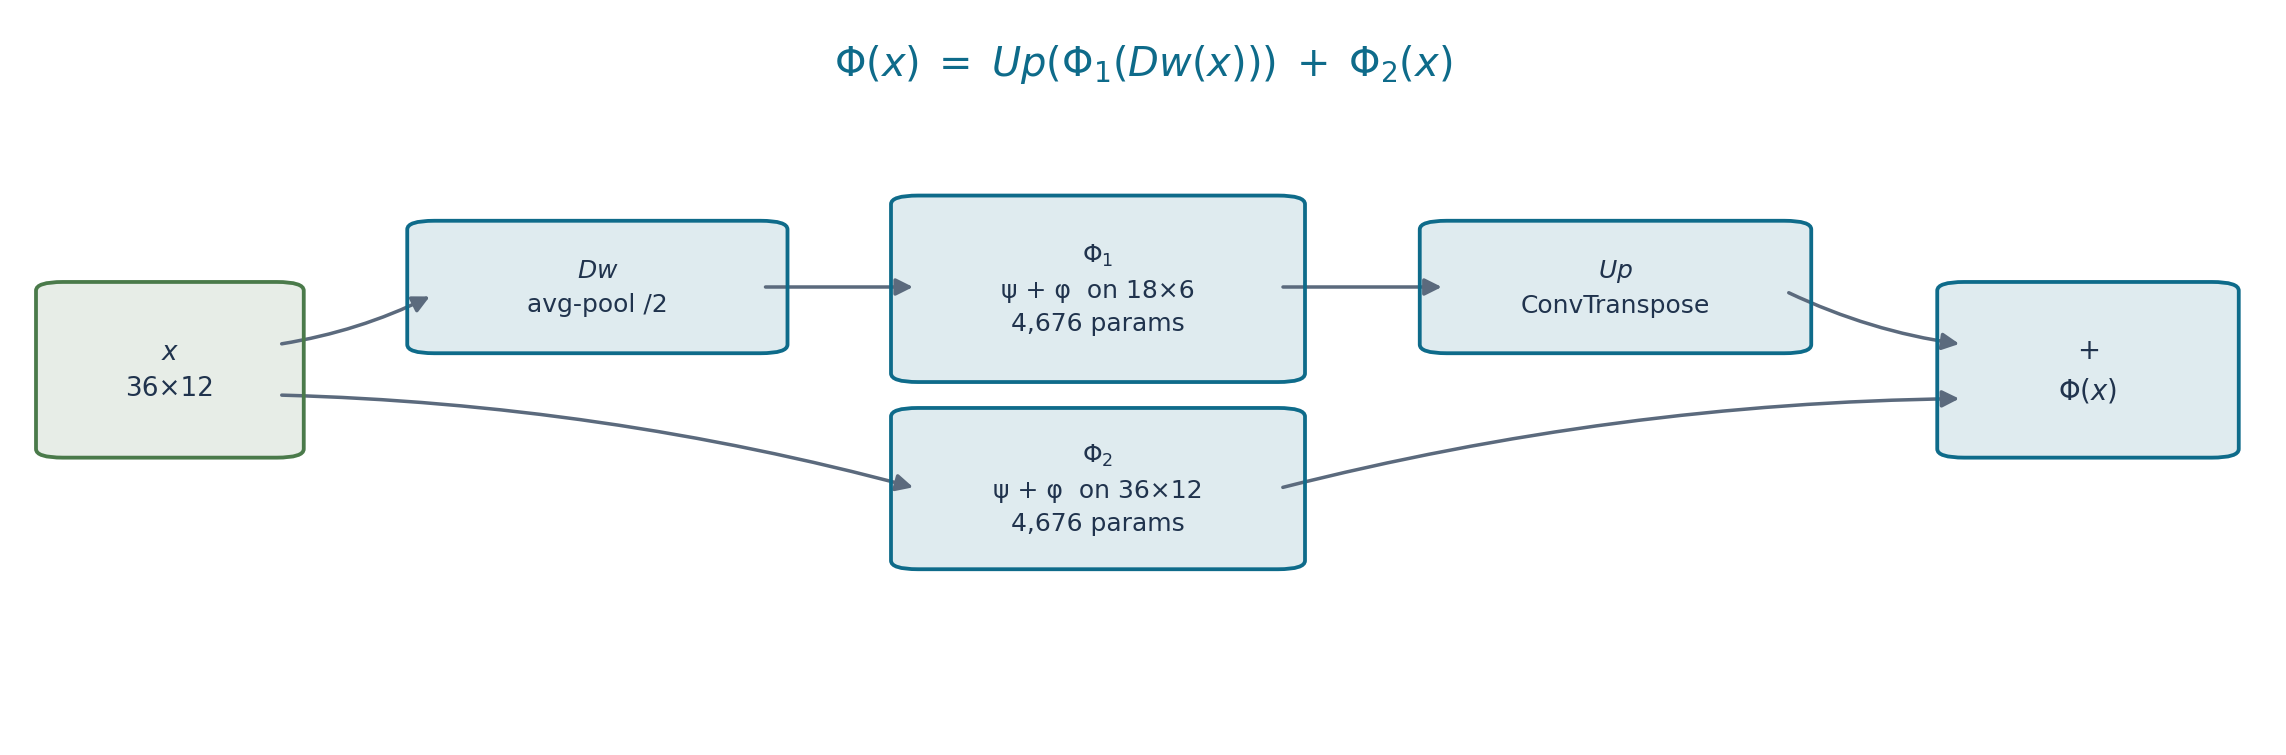 Φ(x) = Up(Φ₁(Dw(x))) + Φ₂(x)
x
36×12
Dw
avg-pool /2
Φ₁
ψ + φ on 18×6
4,676 params
Up
ConvTranspose
Φ₂
ψ + φ on 36×12
4,676 params
+
Φ(x)